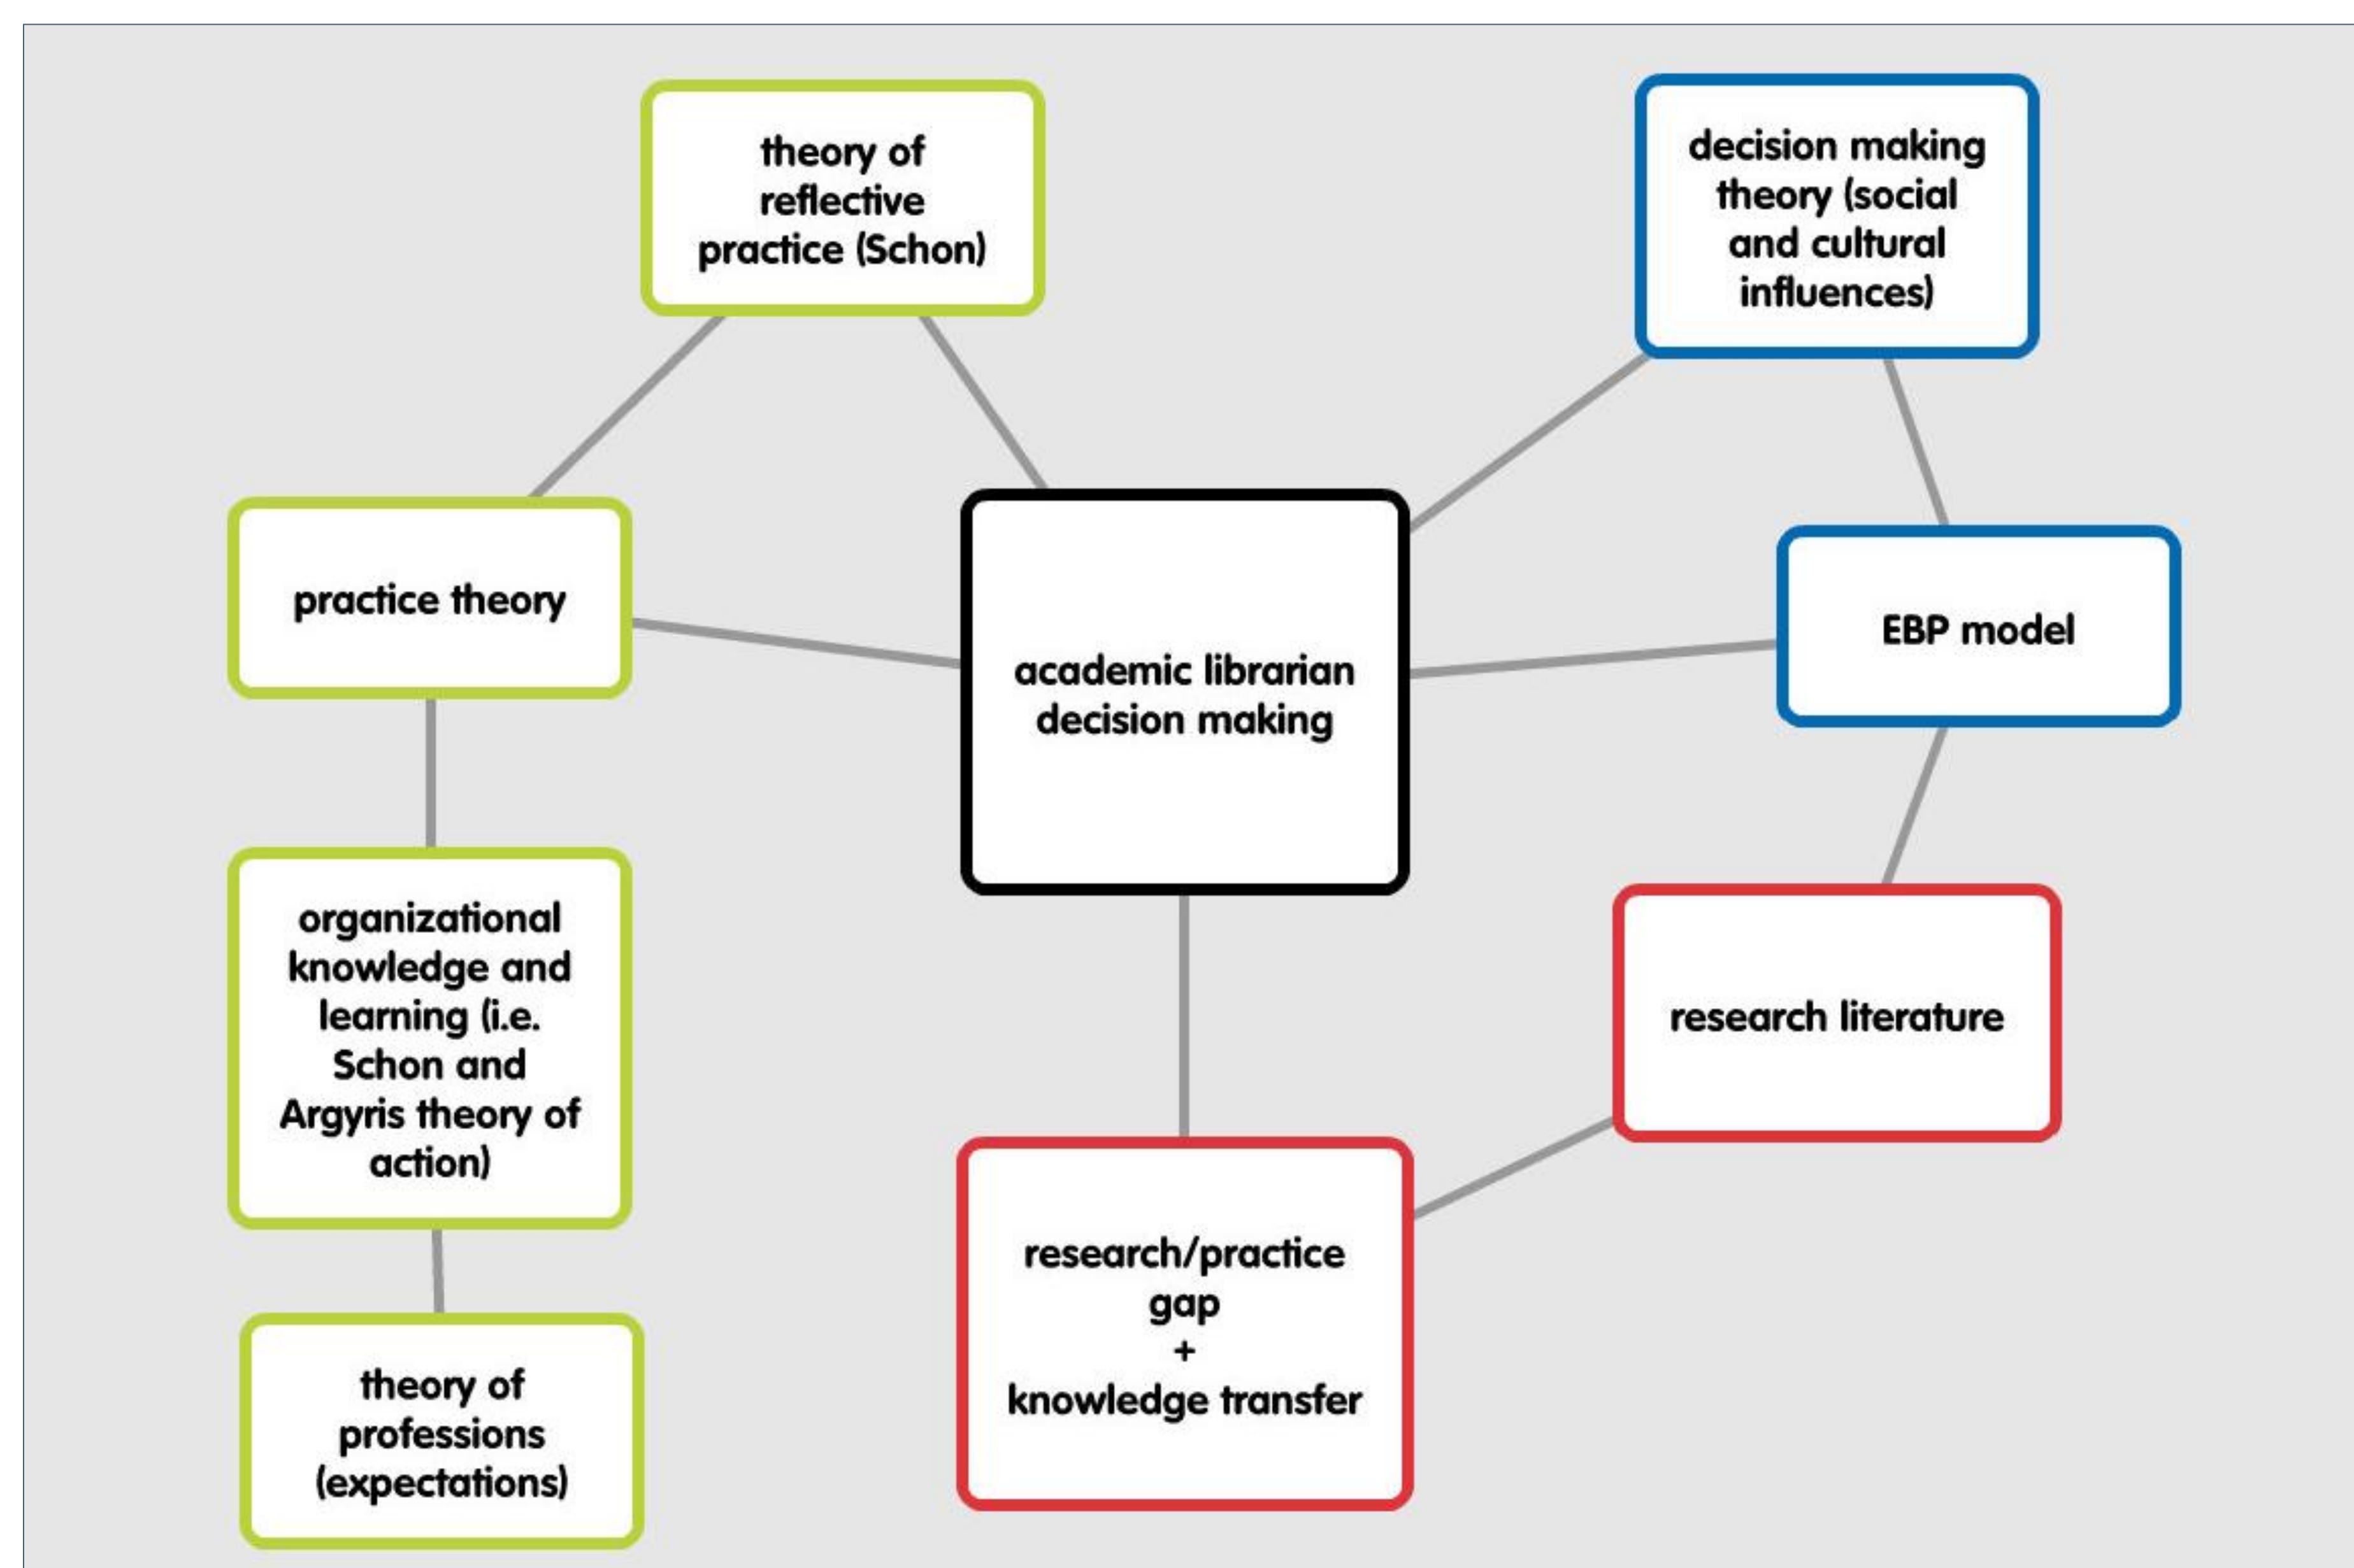 theory of
reflective
practice (Schon)
decision making
theory (social
and cultural
influences)
practice theory
academic librarian
decision making
EBP model
organizational
knowledge and
learning (i.e.
Schon and
Argyris theory of
action)
research literature
research/practice
gap
+
knowledge transfer
theory of
professions
(expectations)